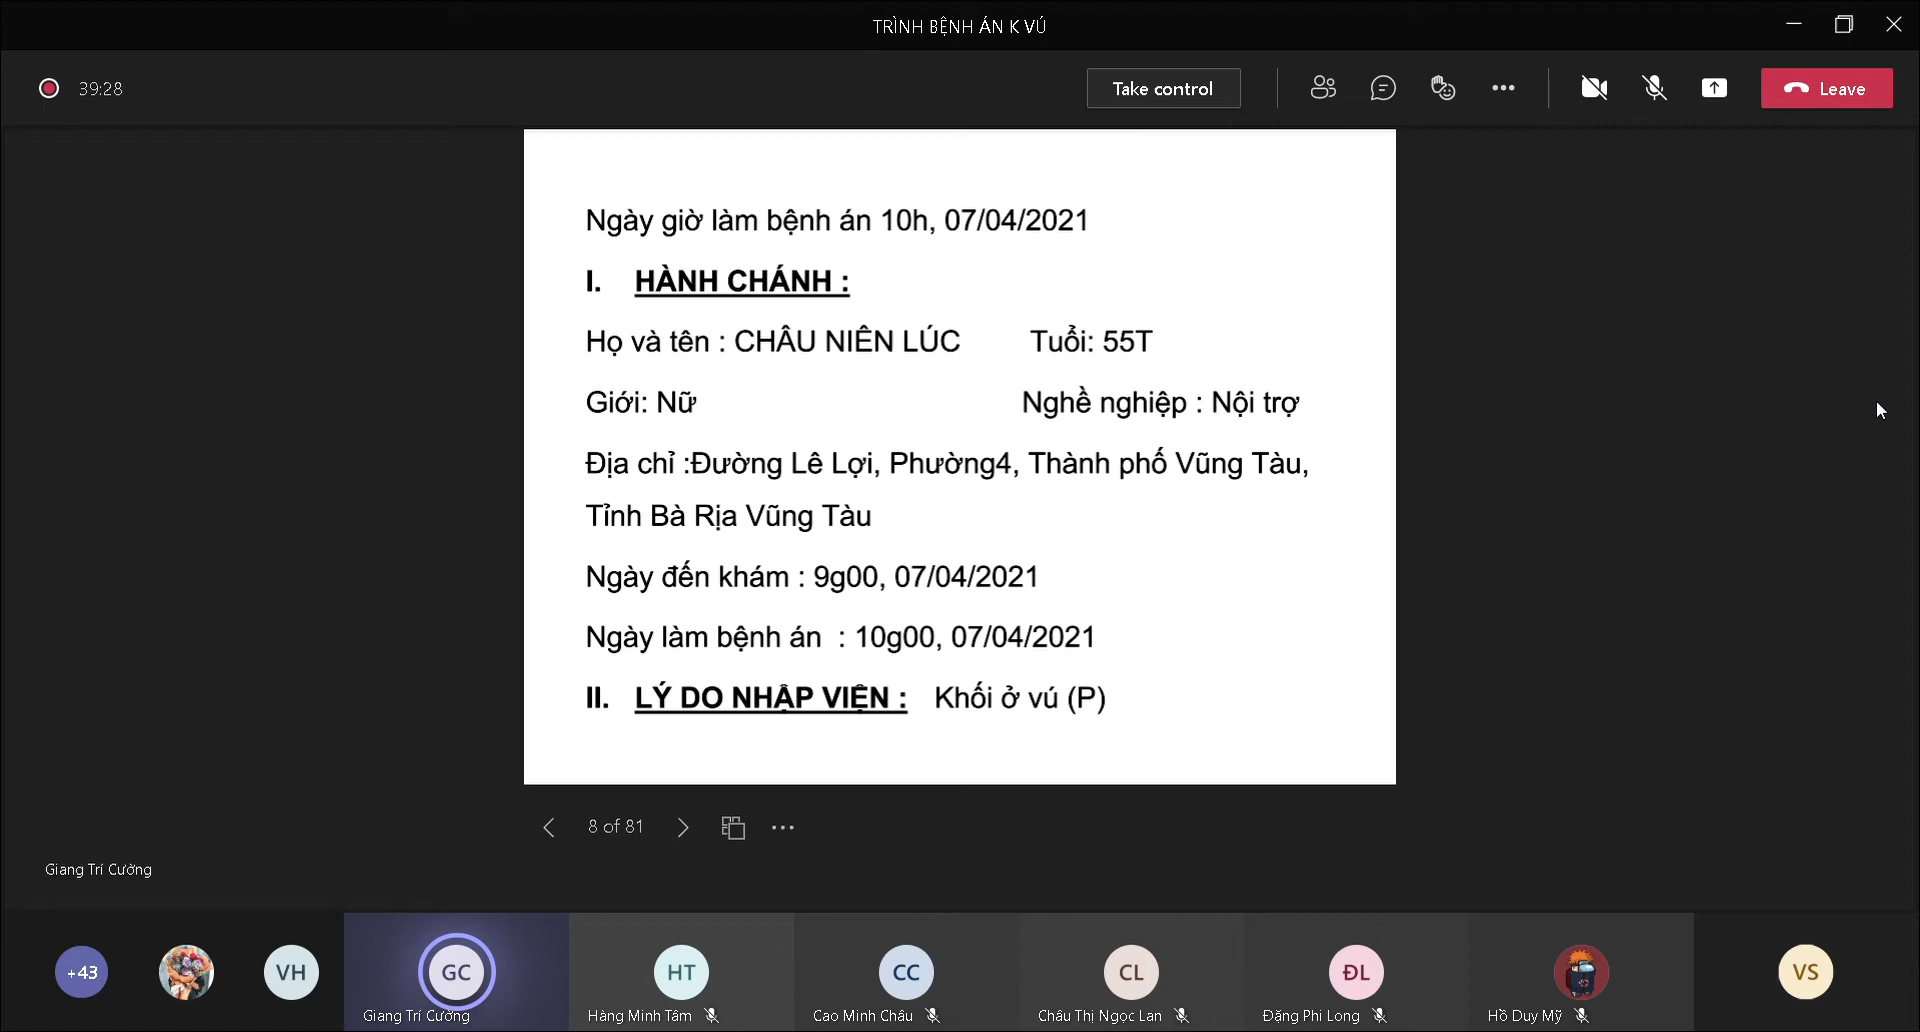 TRÌNH BỆNH ÁN K VÚ
39:28
Take control
Leave
Ngày giờ làm bệnh án 10h, 07/04/2021
I. HÀNH CHÁNH :
Họ và tên : CHÂU NIÊN LÚC Tuổi: 55T
Giới: Nữ Nghề nghiệp : Nội trợ
Địa chỉ :Đường Lê Lợi, Phường4, Thành phố Vũng Tàu,
Tỉnh Bà Rịa Vũng Tàu
Ngày đến khám : 9g00, 07/04/2021
Ngày làm bệnh án : 10g00, 07/04/2021
II. LÝ DO NHẬP VIỆN : Khối ở vú (P)
8 of 81
Giang Trí Cường
+43
VH
GC
HT
CC
CL
ĐL
VS
Giang Trí Cường
Hàng Minh Tâm
Cao Minh Châu
Châu Thị Ngọc Lan
Đặng Phi Long
Hồ Duy Mỹ